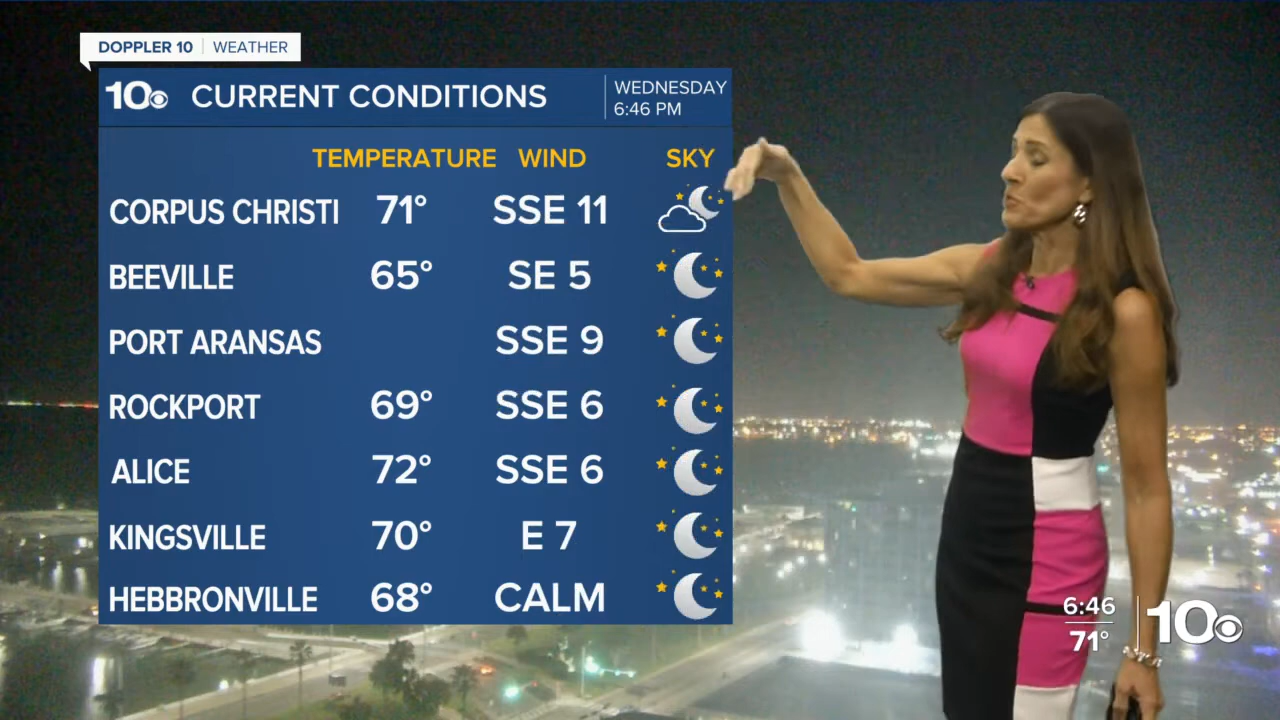 DOPPLER 10 | WEATHER
10 CURRENT CONDITIONS
WEDNESDAY
6:46 PM
TEMPERATURE WIND SKY
CORPUS CHRISTI 71° SSE 11
BEEVILLE 65° SE 5
PORT ARANSAS SSE 9
ROCKPORT 69° SSE 6
ALICE 72° SSE 6
KINGSVILLE 70° E 7
HEBBRONVILLE 68° CALM
6:46
71°
10